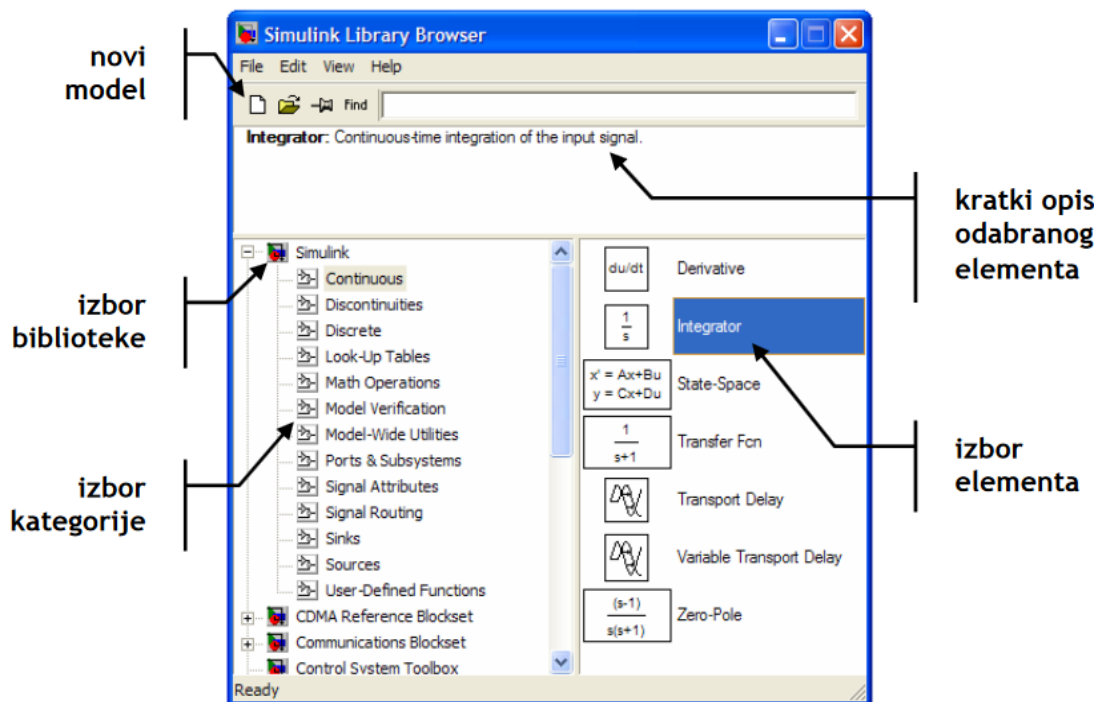 novi
model
Simulink Library Browser
File Edit View Help
Find
Integrator: Continuous-time integration of the input signal.
kratki opis
odabranog
elementa
izbor
biblioteke
izbor
kategorije
Simulink
Continuous
Discontinuities
Discrete
Look-Up Tables
Math Operations
Model Verification
Model-Wide Utilities
Ports & Subsystems
Signal Attributes
Signal Routing
Sinks
Sources
User-Defined Functions
CDMA Reference Blockset
Communications Blockset
Control System Toolbox
du/dt Derivative
1
s
Integrator
x' = Ax+Bu
y = Cx+Du
State-Space
1
s+1
Transfer Fcn
Transport Delay
Variable Transport Delay
(s-1)
s(s+1)
Zero-Pole
izbor
elementa
Ready